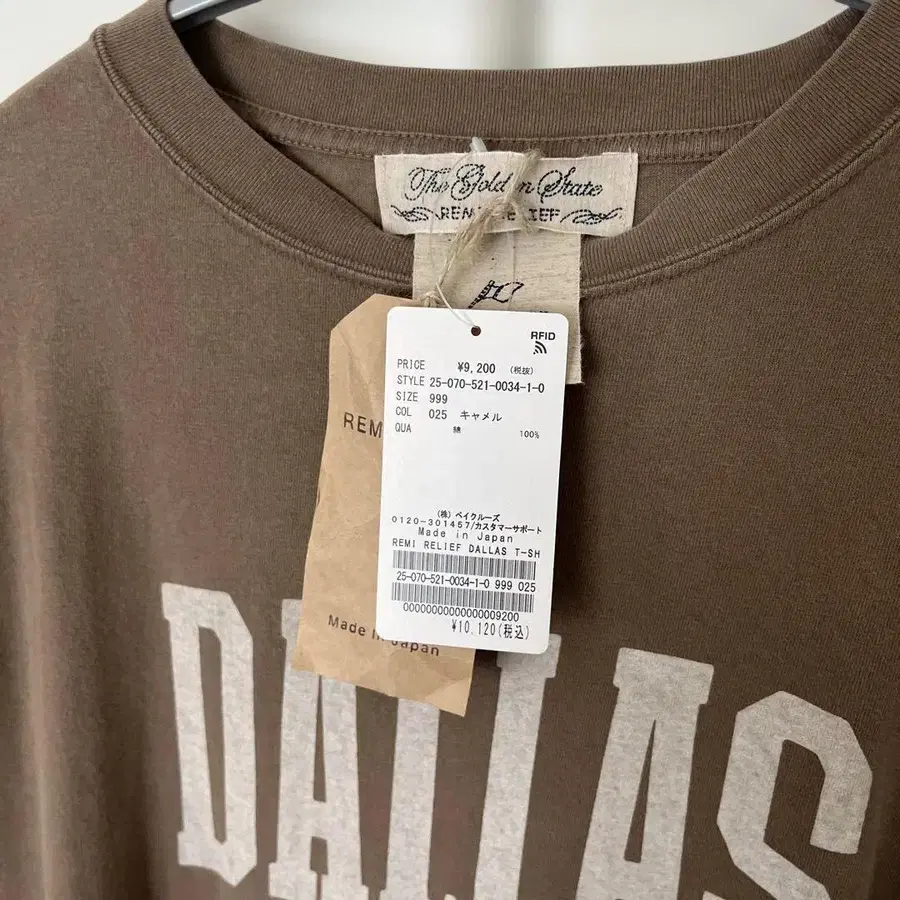 The Golden State
REMI RELIEF
RFID
PRICE ¥9,200 (税抜)
STYLE 25-070-521-0034-1-0
SIZE 999
COL 025 キャメル
QUA 綿 100%
(株) ベイクルーズ
0120-301457/カスタマーサポート
Made in Japan
REMI RELIEF DALLAS T-SH
25-070-521-0034-1-0 999 025
00000000000000009200
¥10,120(税込)
REM
Made in Japan
DALLAS